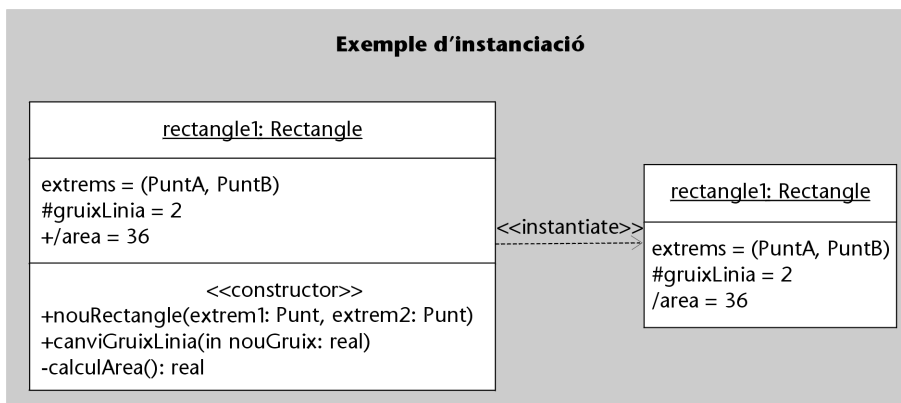 Exemple d'instanciació
rectangle1: Rectangle
extrems = (PuntA, PuntB)
#gruixLinia = 2
+/area = 36
<<constructor>>
+nouRectangle(extrem1: Punt, extrem2: Punt)
+canviGruixLinia(in nouGruix: real)
-calculArea(): real
<<instantiate>>
rectangle1: Rectangle
extrems = (PuntA, PuntB)
#gruixLinia = 2
/area = 36